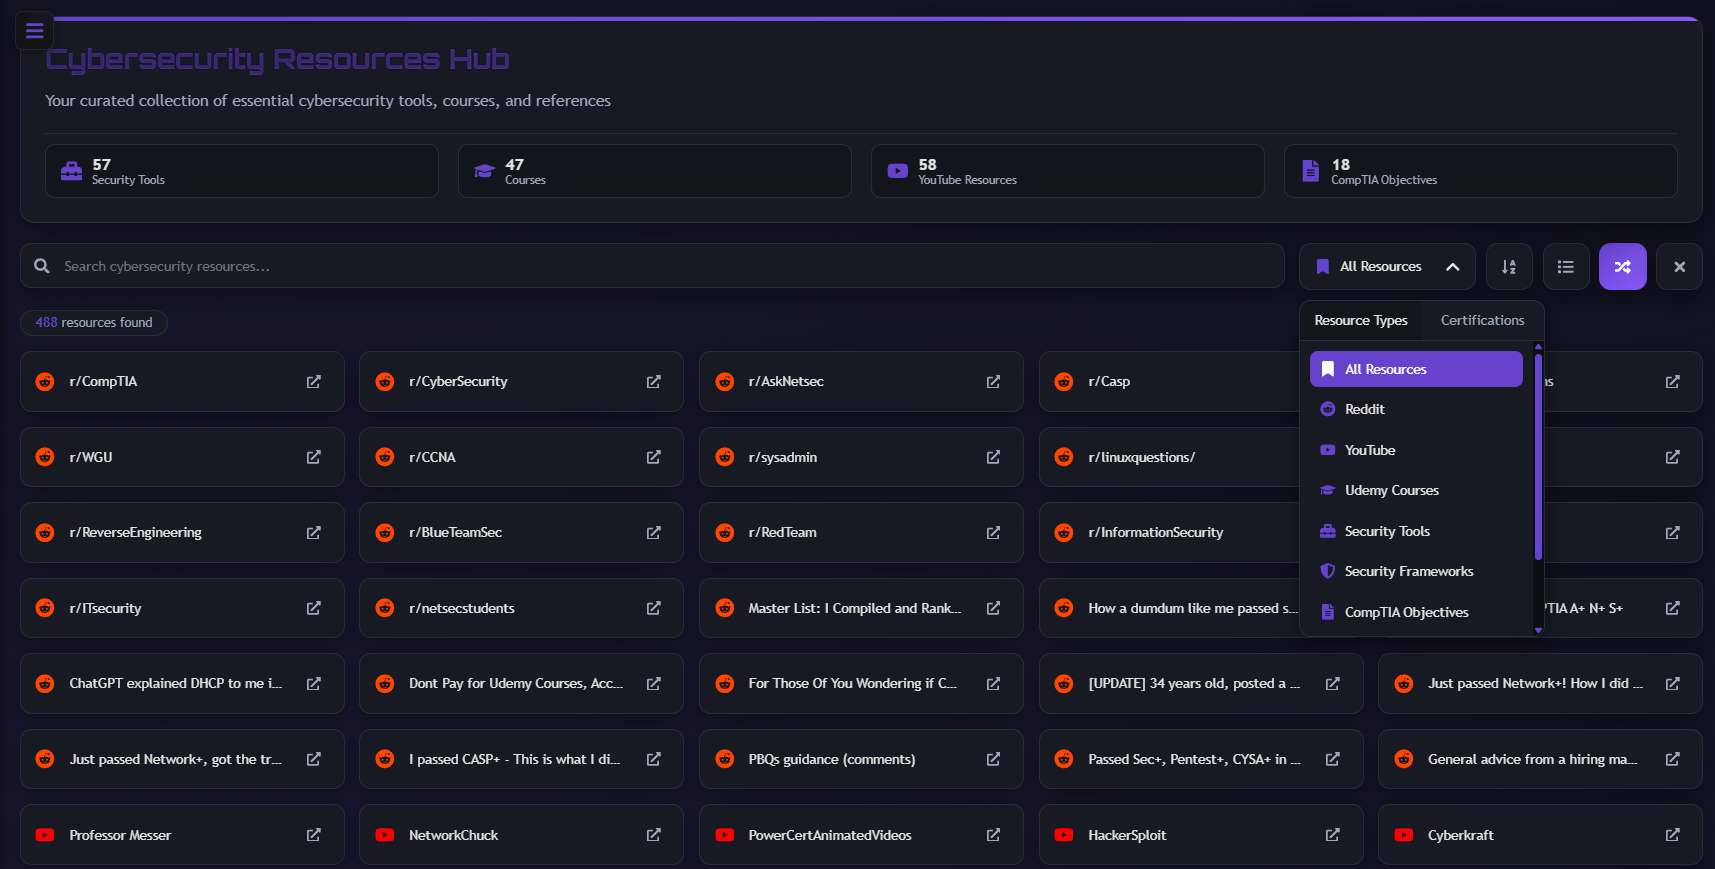 Cybersecurity Resources Hub
Your curated collection of essential cybersecurity tools, courses, and references
57
Security Tools
47
Courses
58
YouTube Resources
18
CompTIA Objectives
Search cybersecurity resources...
All Resources
488 resources found
Resource Types
Certifications
All Resources
Reddit
YouTube
Udemy Courses
Security Tools
Security Frameworks
CompTIA Objectives
r/CompTIA
r/CyberSecurity
r/AskNetsec
r/Casp
r/WGU
r/CCNA
r/sysadmin
r/linuxquestions/
r/ReverseEngineering
r/BlueTeamSec
r/RedTeam
r/InformationSecurity
r/ITsecurity
r/netsecstudents
Master List: I Compiled and Rank...
How a dumdum like me passed s...
A+ N+ S+
ChatGPT explained DHCP to me i...
Dont Pay for Udemy Courses, Acc...
For Those Of You Wondering if C...
[UPDATE] 34 years old, posted a ...
Just passed Network+! How I did ...
Just passed Network+, got the tr...
I passed CASP+ - This is what I di...
PBQs guidance (comments)
Passed Sec+, Pentest+, CYSA+ in ...
General advice from a hiring ma...
Professor Messer
NetworkChuck
PowerCertAnimatedVideos
HackerSploit
Cyberkraft